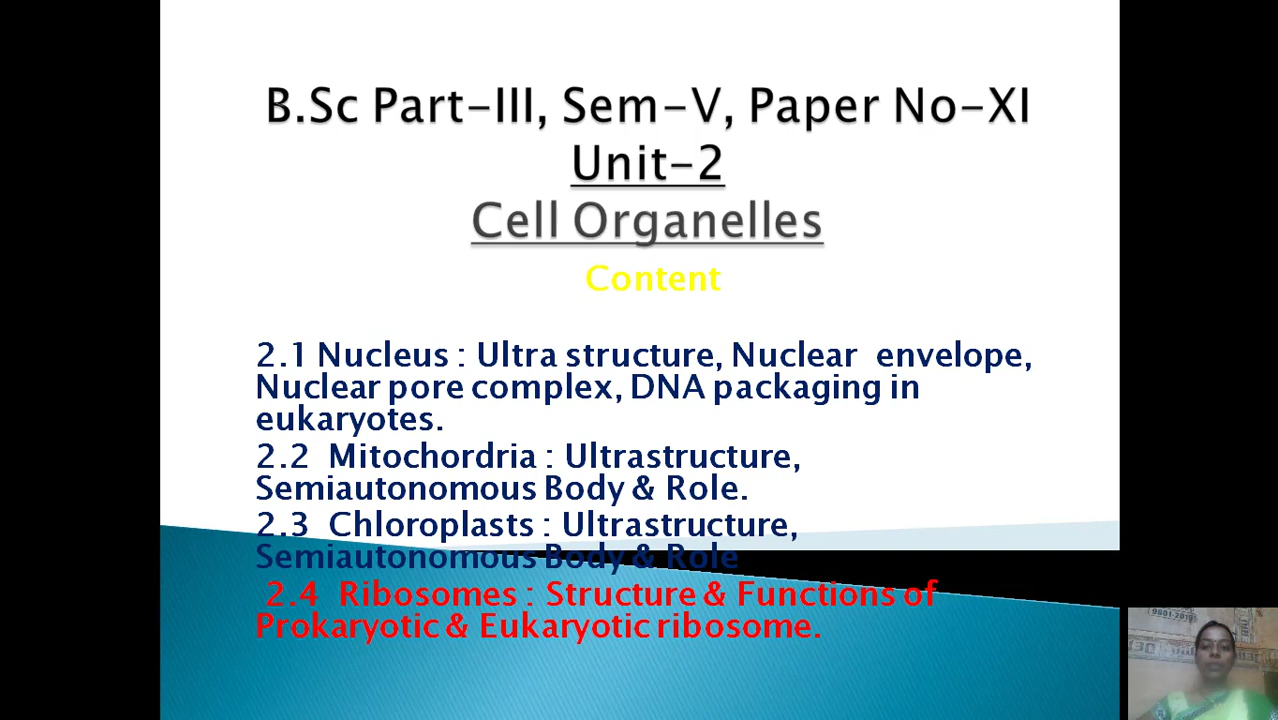 B.Sc Part-III, Sem-V, Paper No-XI
Unit-2
Cell Organelles
Content
2.1 Nucleus : Ultra structure, Nuclear envelope,
Nuclear pore complex, DNA packaging in
eukaryotes.
2.2 Mitochordria : Ultrastructure,
Semiautonomous Body & Role.
2.3 Chloroplasts : Ultrastructure,
Semiautonomous Body & Role
2.4 Ribosomes : Structure & Functions of
Prokaryotic & Eukaryotic ribosome.